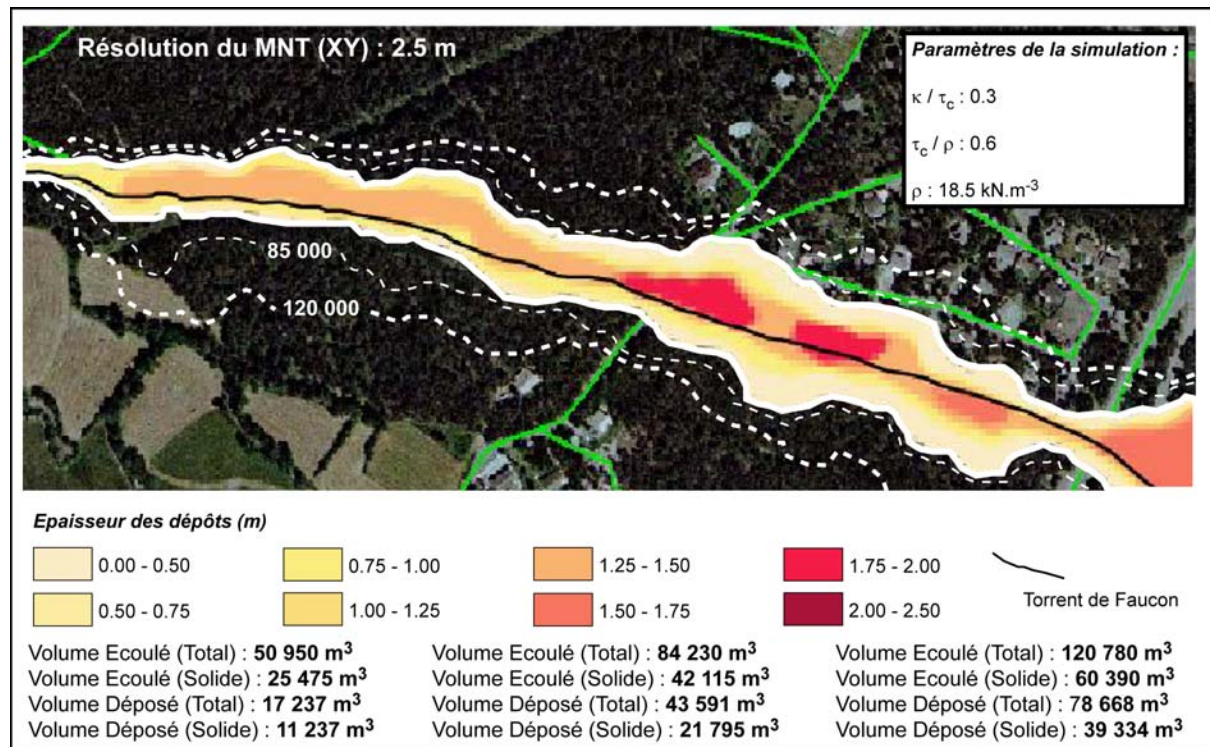 Résolution du MNT (XY) : 2.5 m
Paramètres de la simulation :
κ / τc : 0.3
τc / ρ : 0.6
ρ : 18.5 kN.m-3
85 000
120 000
Epaisseur des dépôts (m)
0.00 - 0.50
0.75 - 1.00
1.25 - 1.50
1.75 - 2.00
0.50 - 0.75
1.00 - 1.25
1.50 - 1.75
2.00 - 2.50
Torrent de Faucon
Volume Ecoulé (Total) : 50 950 m3
Volume Ecoulé (Solide) : 25 475 m3
Volume Déposé (Total) : 17 237 m3
Volume Déposé (Solide) : 11 237 m3
Volume Ecoulé (Total) : 84 230 m3
Volume Ecoulé (Solide) : 42 115 m3
Volume Déposé (Total) : 43 591 m3
Volume Déposé (Solide) : 21 795 m3
Volume Ecoulé (Total) : 120 780 m3
Volume Ecoulé (Solide) : 60 390 m3
Volume Déposé (Total) : 78 668 m3
Volume Déposé (Solide) : 39 334 m3